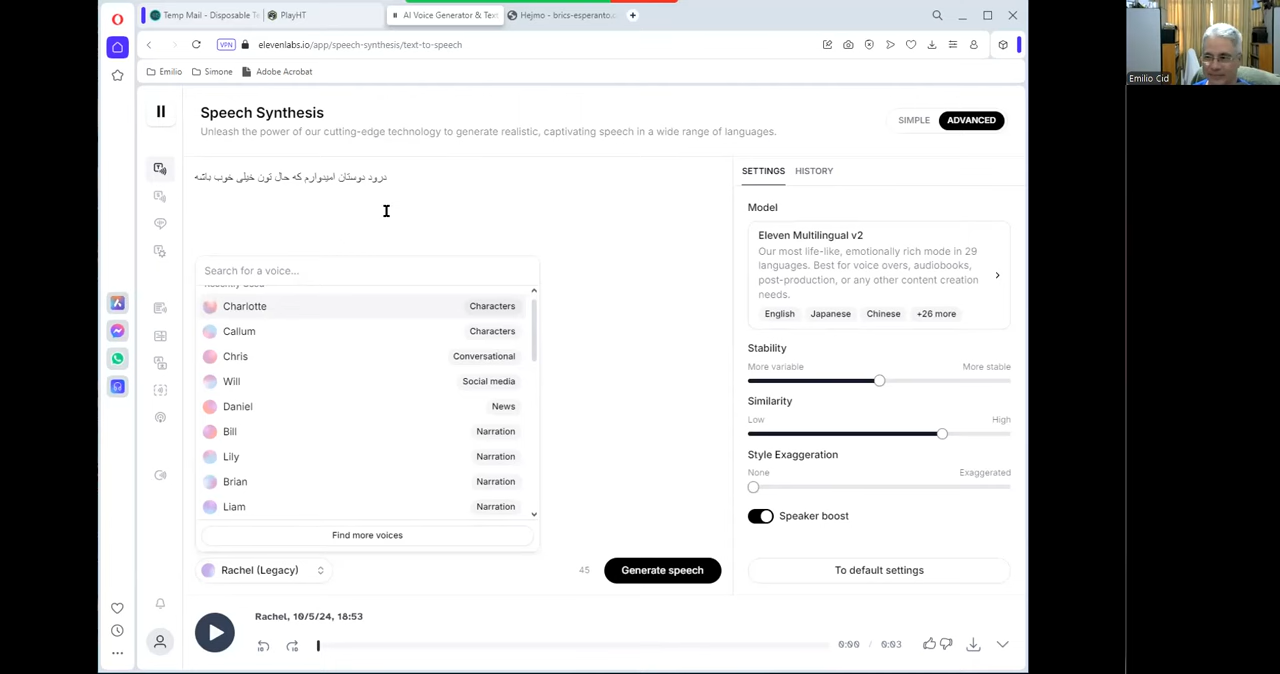 Temp Mail - Disposable Te
PlayHT
AI Voice Generator & Text
Hejmo - brics-esperanto.
VPN
elevenlabs.io/app/speech-synthesis/text-to-speech
Emilio
Simone
Adobe Acrobat
Emilio Cid
Speech Synthesis
Unleash the power of our cutting-edge technology to generate realistic, captivating speech in a wide range of languages.
SIMPLE
ADVANCED
درود دوستان امیدوارم که حال تون خیلی خوب باشه
Search for a voice...
Recently used
Charlotte Characters
Callum Characters
Chris Conversational
Will Social media
Daniel News
Bill Narration
Lily Narration
Brian Narration
Liam Narration
Find more voices
Rachel (Legacy)
45
Generate speech
SETTINGS
HISTORY
Model
Eleven Multilingual v2
Our most life-like, emotionally rich mode in 29
languages. Best for voice overs, audiobooks,
post-production, or any other content creation
needs.
English Japanese Chinese +26 more
Stability
More variable More stable
Similarity
Low High
Style Exaggeration
None Exaggerated
Speaker boost
To default settings
Rachel, 10/5/24, 18:53
0:00 / 0:03